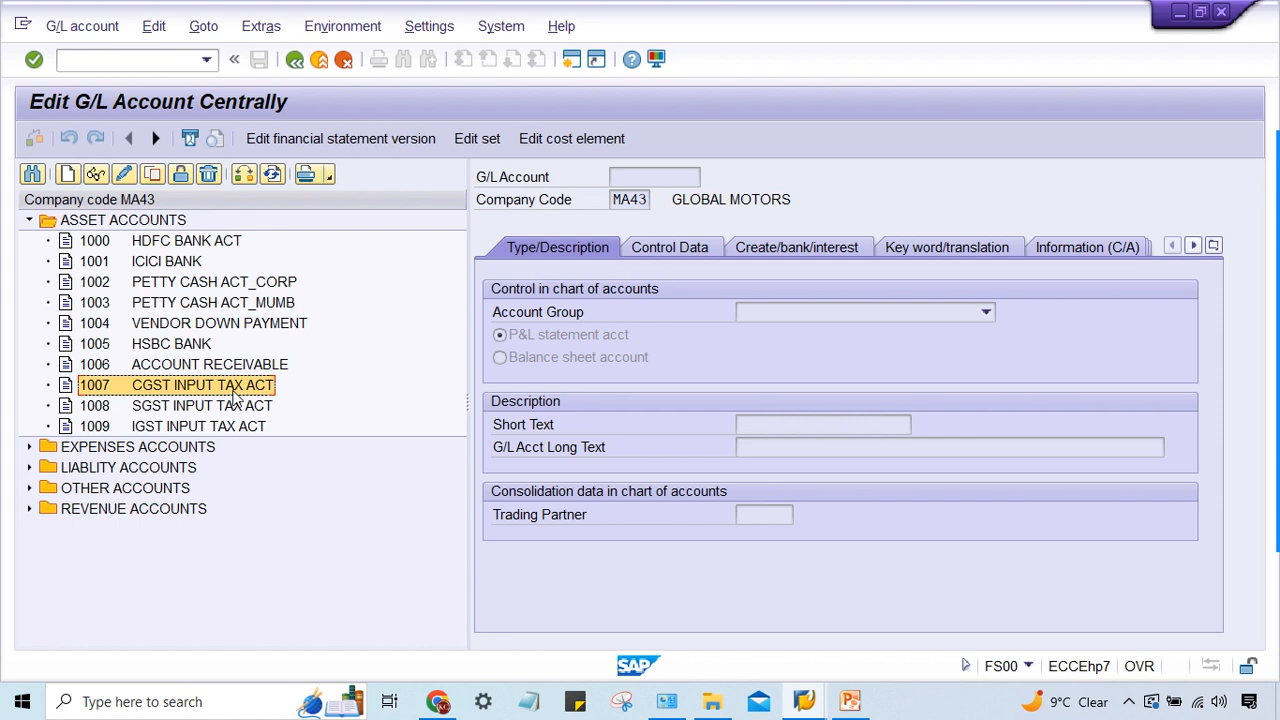 G/L account Edit Goto Extras Environment Settings System Help
Edit G/L Account Centrally
Edit financial statement version Edit set Edit cost element
Company code MA43
ASSET ACCOUNTS
1000 HDFC BANK ACT
1001 ICICI BANK
1002 PETTY CASH ACT_CORP
1003 PETTY CASH ACT_MUMB
1004 VENDOR DOWN PAYMENT
1005 HSBC BANK
1006 ACCOUNT RECEIVABLE
1007 CGST INPUT TAX ACT
1008 SGST INPUT TAX ACT
1009 IGST INPUT TAX ACT
EXPENSES ACCOUNTS
LIABLITY ACCOUNTS
OTHER ACCOUNTS
REVENUE ACCOUNTS
G/L Account
Company Code MA43 GLOBAL MOTORS
Type/Description Control Data Create/bank/interest Key word/translation Information (C/A)
Control in chart of accounts
Account Group
P&L statement acct
Balance sheet account
Description
Short Text
G/L Acct Long Text
Consolidation data in chart of accounts
Trading Partner
SAP FS00 ECCEhp7 OVR
Type here to search 9°C Clear